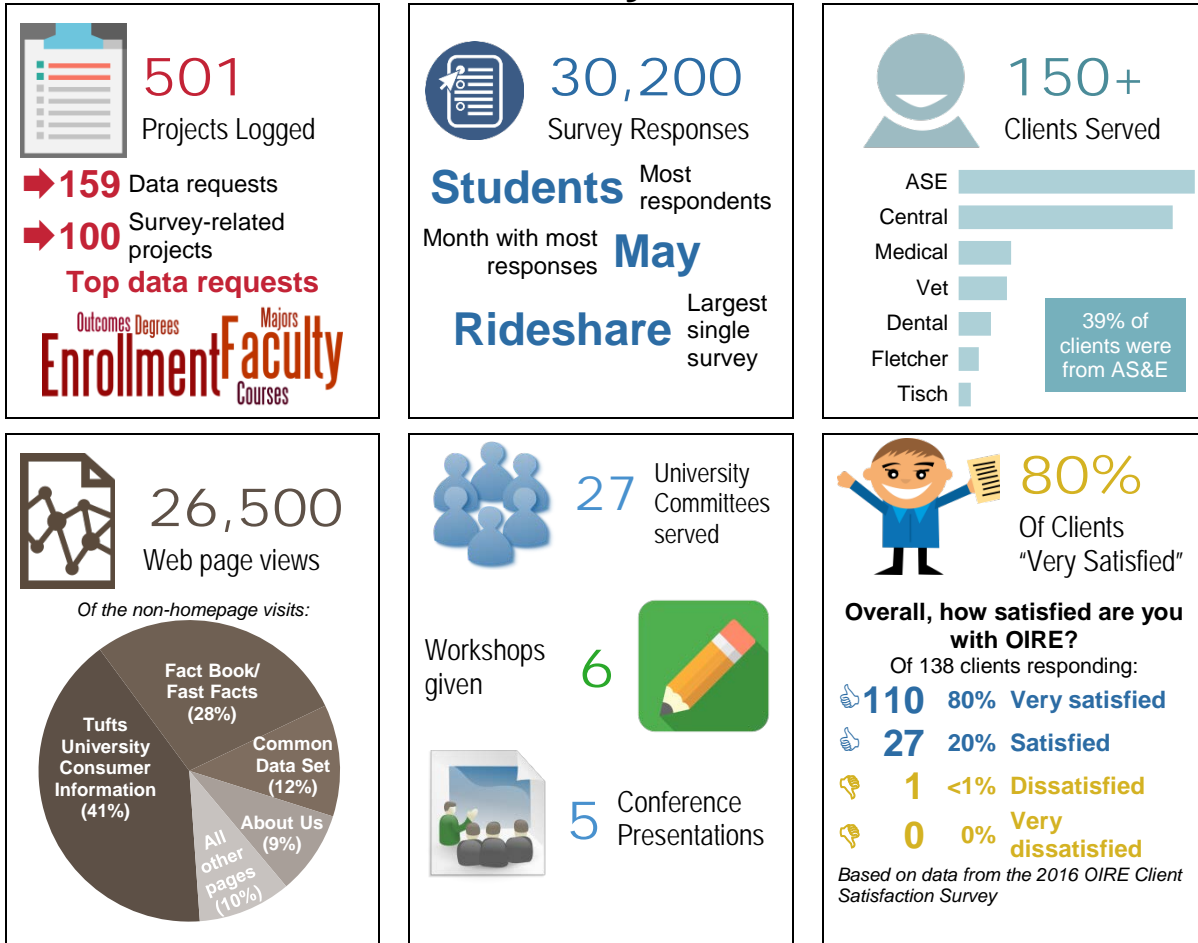 501
Projects Logged
159 Data requests
100 Survey-related
projects
Top data requests
Outcomes Degrees Majors
Enrollment Faculty
Courses
30,200
Survey Responses
Students Most
respondents
Month with most
responses May
Rideshare Largest
single
survey
150+
Clients Served
ASE
Central
Medical
Vet
Dental
Fletcher
Tisch
39% of
clients were
from AS&E
26,500
Web page views
Of the non-homepage visits:
Fact Book/
Fast Facts
(28%)
Tufts
University
Consumer
Information
(41%)
Common
Data Set
(12%)
About Us
(9%)
All
other
pages
(10%)
27 University
Committees
served
Workshops
given 6
5 Conference
Presentations
80%
Of Clients
“Very Satisfied”
Overall, how satisfied are you
with OIRE?
Of 138 clients responding:
110 80% Very satisfied
27 20% Satisfied
1 <1% Dissatisfied
0 0% Very
dissatisfied
Based on data from the 2016 OIRE Client
Satisfaction Survey